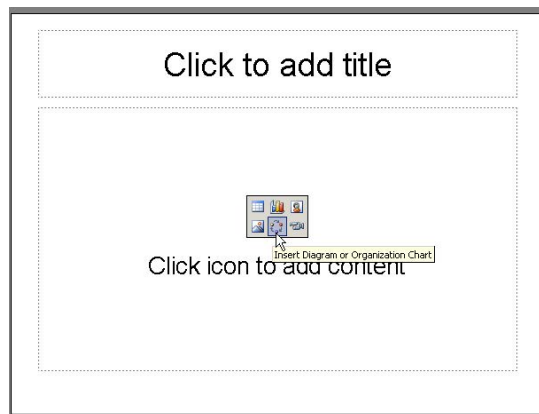 Click to add title
Insert Diagram or Organization Chart
Click icon to add content